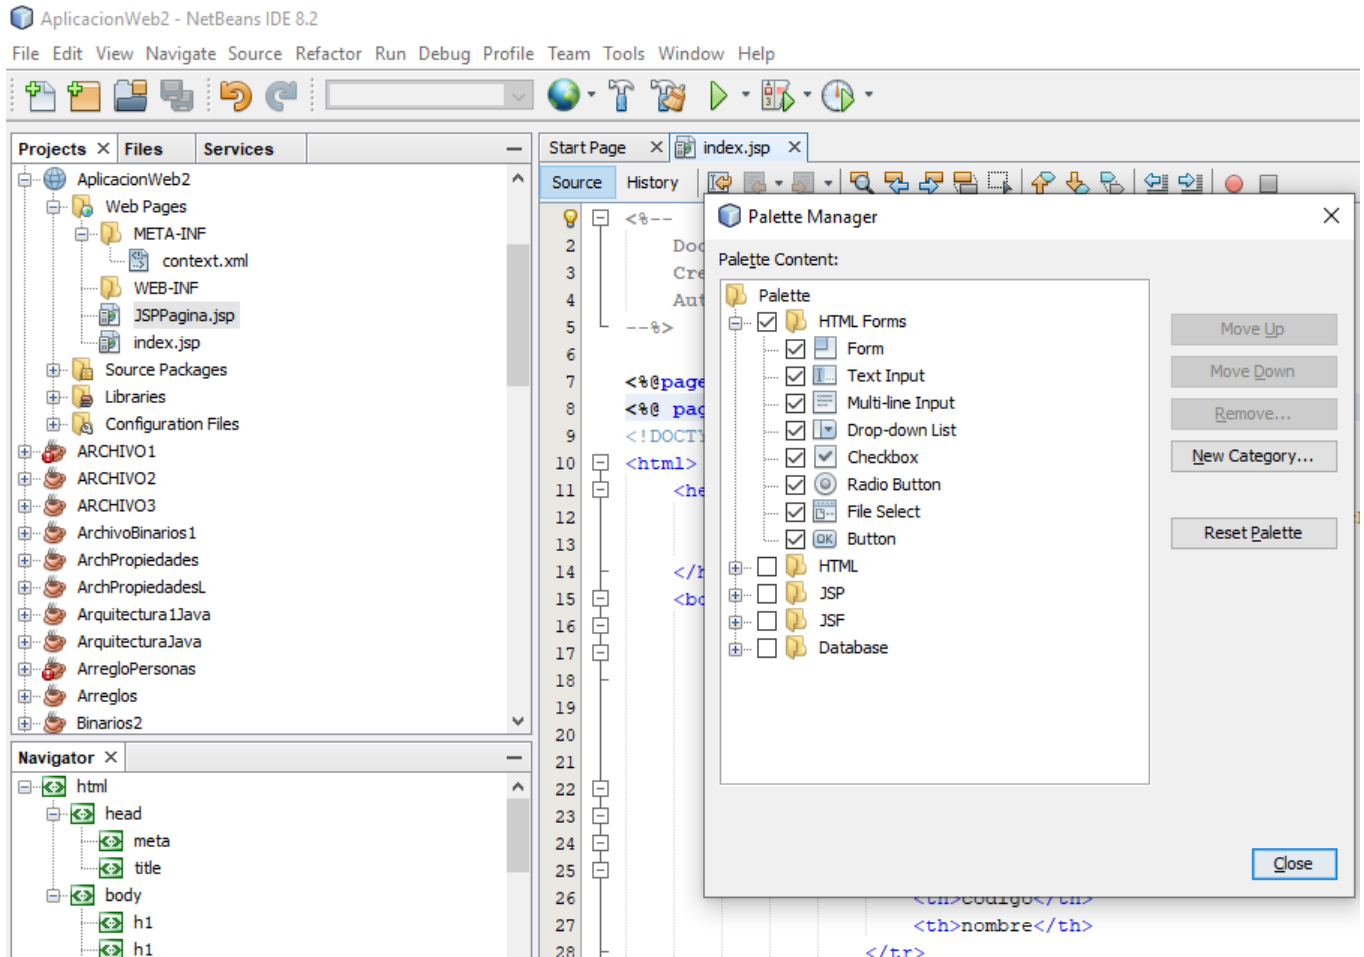 AplicacionWeb2 - NetBeans IDE 8.2
File Edit View Navigate Source Refactor Run Debug Profile Team Tools Window Help
Projects Files Services
AplicacionWeb2
Web Pages
META-INF
context.xml
WEB-INF
JSPPagina.jsp
index.jsp
Source Packages
Libraries
Configuration Files
ARCHIVO1
ARCHIVO2
ARCHIVO3
ArchivoBinarios1
ArchPropiedades
ArchPropiedadesL
Arquitectura1Java
ArquitecturaJava
ArregloPersonas
Arreglos
Binarios2
Navigator
html
head
meta
title
body
h1
h1
Start Page index.jsp
Source History
<%--
2 Doc
3 Cre
4 Aut
5 --%>
6
7 <%@page
8 <%@ pag
9 <!DOCTY
10 <html>
11 <he
12
13
14 </h
15 <bo
16
17
18
19
20
21
22
23
24
25
26 <th>codigo</th>
27 <th>nombre</th>
28 </tr>
Palette Manager
Palette Content:
Palette
HTML Forms
Form
Text Input
Multi-line Input
Drop-down List
Checkbox
Radio Button
File Select
OK Button
HTML
JSP
JSF
Database
Move Up
Move Down
Remove...
New Category...
Reset Palette
Close